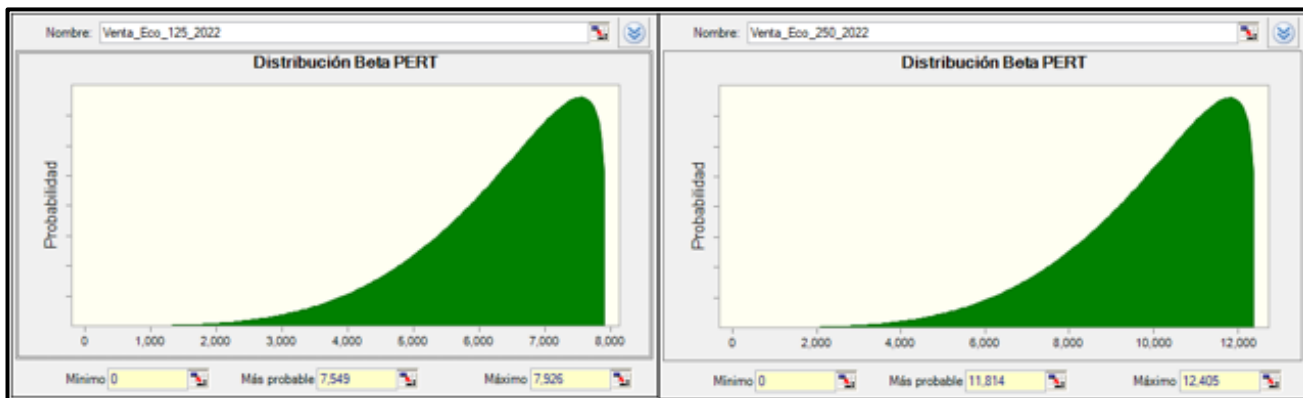 Nombre: Venta_Eco_125_2022
Distribución Beta PERT
Probabilidad
0 1,000 2,000 3,000 4,000 5,000 6,000 7,000 8,000
Mínimo 0 Más probable 7,549 Máximo 7,926
Nombre: Venta_Eco_250_2022
Distribución Beta PERT
Probabilidad
0 2,000 4,000 6,000 8,000 10,000 12,000
Mínimo 0 Más probable 11,814 Máximo 12,405